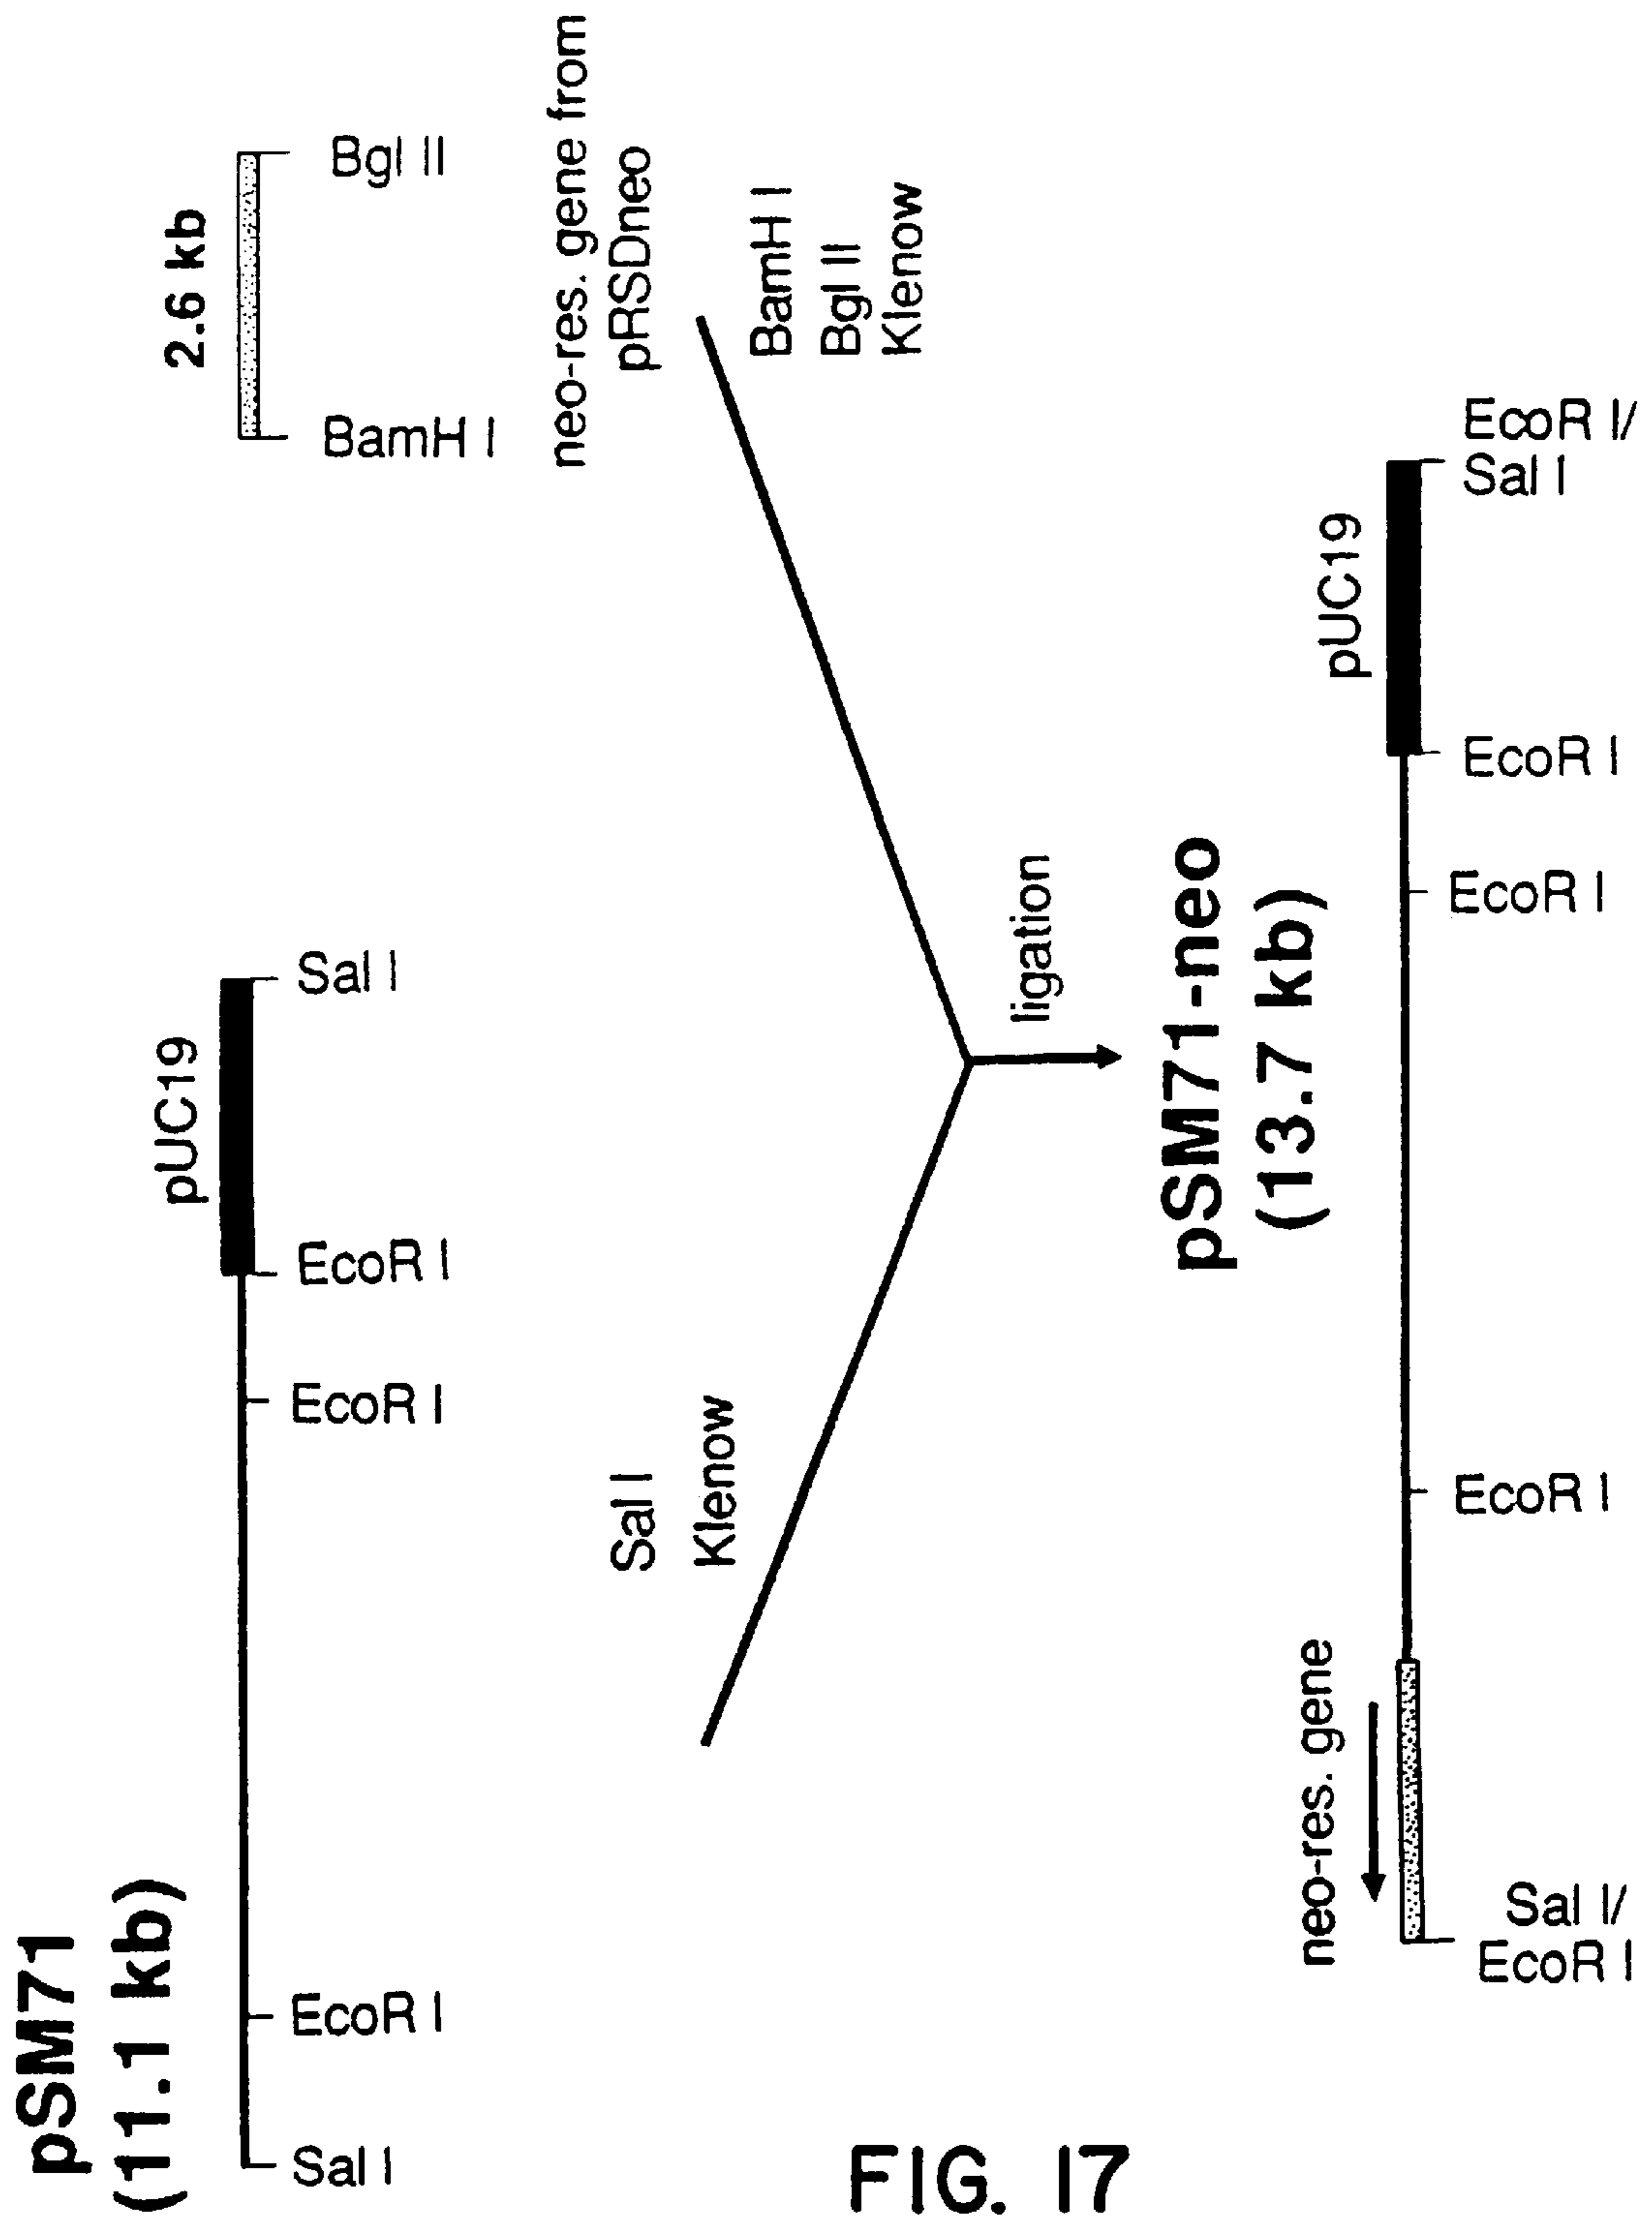 pSM71
(11.1 kb)
pUC19
Sal I
EcoR I
EcoR I
EcoR I
Sal I
2.6 kb
BamH I
Bgl II
neo-res. gene from
pRSDneo
Sal I
Klenow
BamH I
Bgl II
Klenow
ligation
pSM71-neo
(13.7 kb)
neo-res. gene
pUC19
Sal I/
EcoR I
EcoR I
EcoR I
EcoR I
EcoR I/
Sal I
FIG. 17